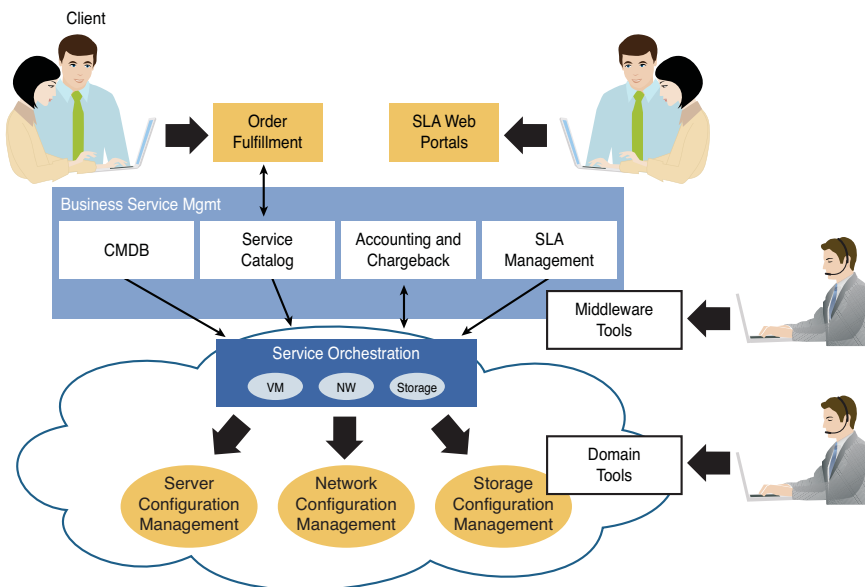 Client
Order
Fulfillment
SLA Web
Portals
Business Service Mgmt
CMDB
Service
Catalog
Accounting and
Chargeback
SLA
Management
Middleware
Tools
Service Orchestration
VM
NW
Storage
Domain
Tools
Server
Configuration
Management
Network
Configuration
Management
Storage
Configuration
Management